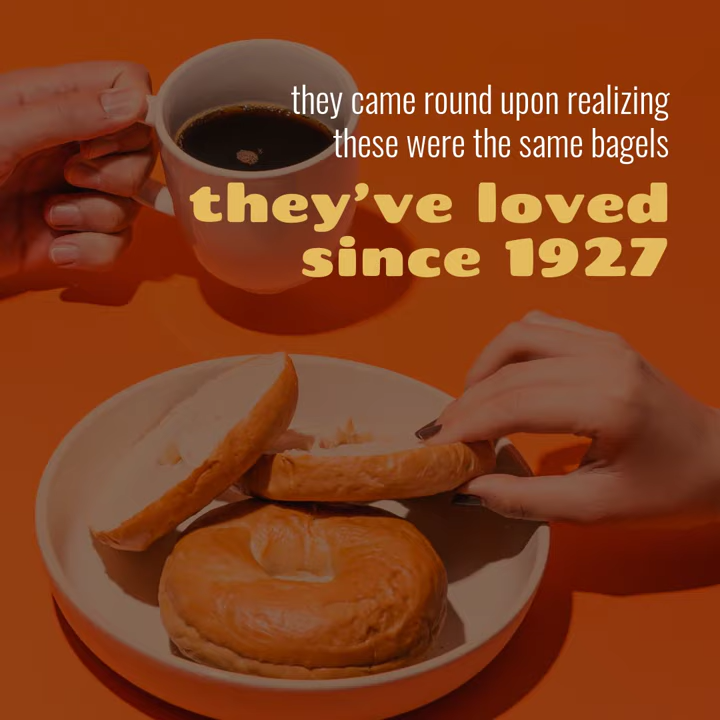 they came round upon realizing
these were the same bagels
they've loved
since 1927